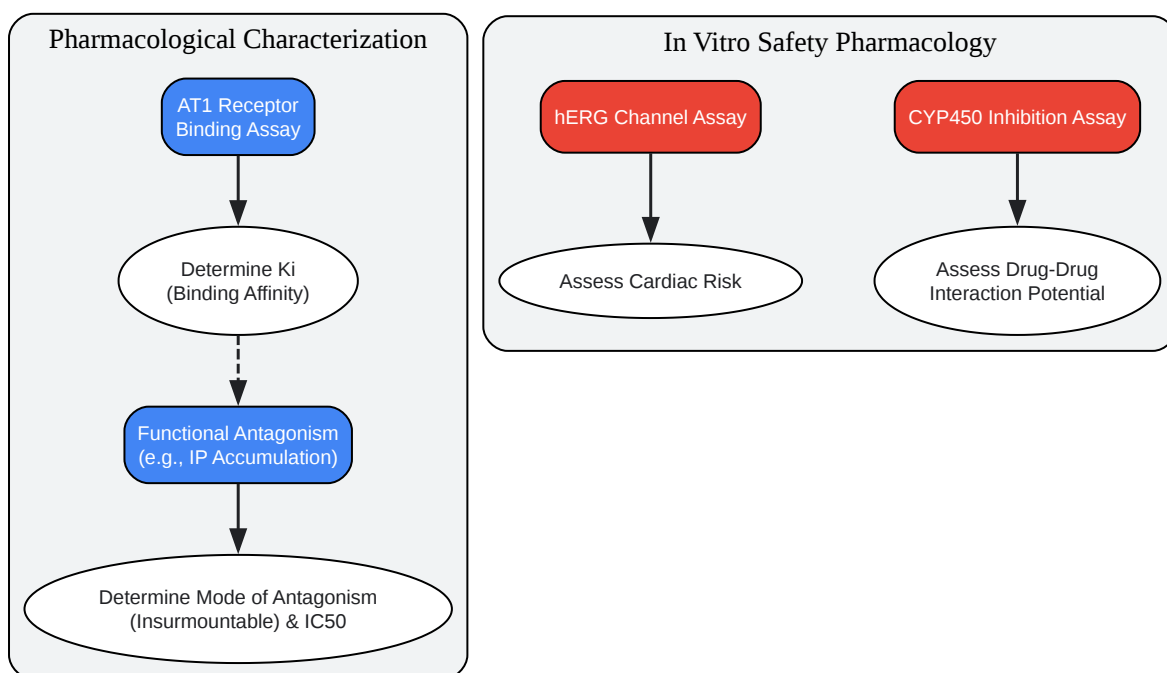 Pharmacological Characterization
AT1 Receptor
Binding Assay
Determine Ki
(Binding Affinity)
Functional Antagonism
(e.g., IP Accumulation)
Determine Mode of Antagonism
(Insurmountable) & IC50
In Vitro Safety Pharmacology
hERG Channel Assay
Assess Cardiac Risk
CYP450 Inhibition Assay
Assess Drug-Drug
Interaction Potential